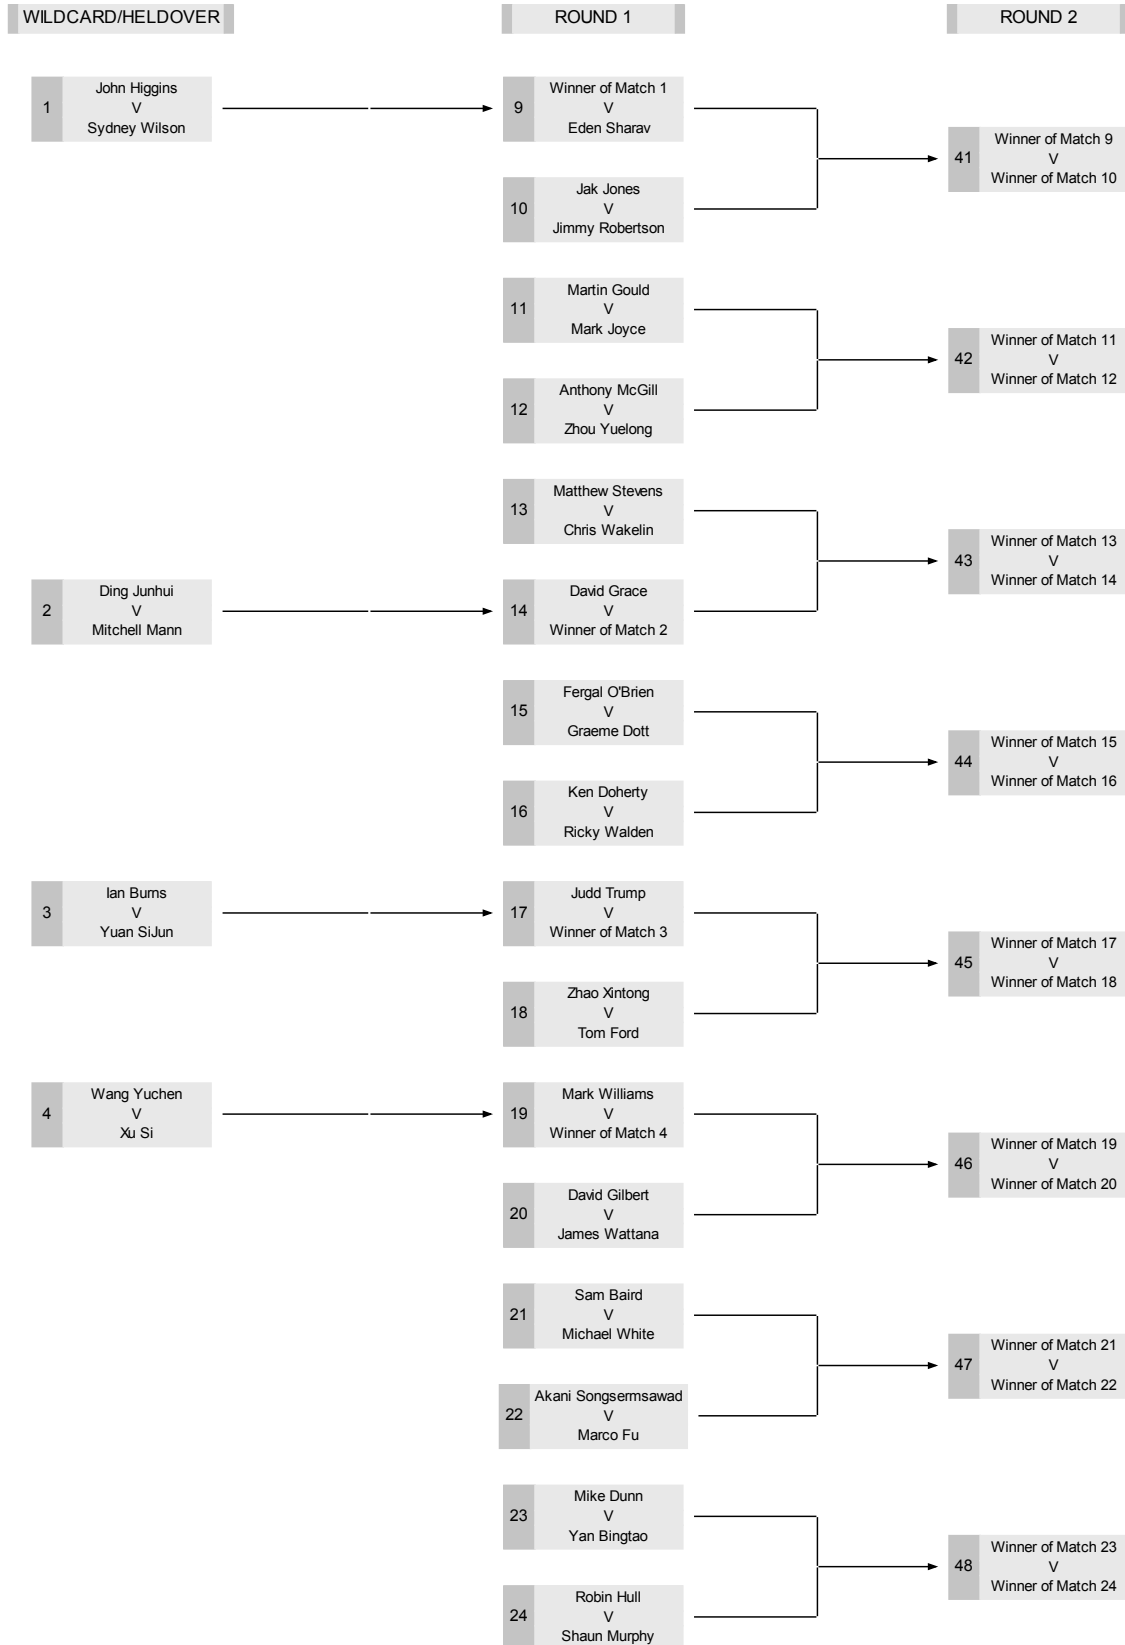 WILDCARD/HELDOVER
ROUND 1
ROUND 2
1
John Higgins
V
Sydney Wilson
9
Winner of Match 1
V
Eden Sharav
10
Jak Jones
V
Jimmy Robertson
41
Winner of Match 9
V
Winner of Match 10
11
Martin Gould
V
Mark Joyce
12
Anthony McGill
V
Zhou Yuelong
42
Winner of Match 11
V
Winner of Match 12
13
Matthew Stevens
V
Chris Wakelin
2
Ding Junhui
V
Mitchell Mann
14
David Grace
V
Winner of Match 2
43
Winner of Match 13
V
Winner of Match 14
15
Fergal O'Brien
V
Graeme Dott
16
Ken Doherty
V
Ricky Walden
44
Winner of Match 15
V
Winner of Match 16
3
Ian Burns
V
Yuan SiJun
17
Judd Trump
V
Winner of Match 3
18
Zhao Xintong
V
Tom Ford
45
Winner of Match 17
V
Winner of Match 18
4
Wang Yuchen
V
Xu Si
19
Mark Williams
V
Winner of Match 4
20
David Gilbert
V
James Wattana
46
Winner of Match 19
V
Winner of Match 20
21
Sam Baird
V
Michael White
22
Akani Songsermsawad
V
Marco Fu
47
Winner of Match 21
V
Winner of Match 22
23
Mike Dunn
V
Yan Bingtao
24
Robin Hull
V
Shaun Murphy
48
Winner of Match 23
V
Winner of Match 24